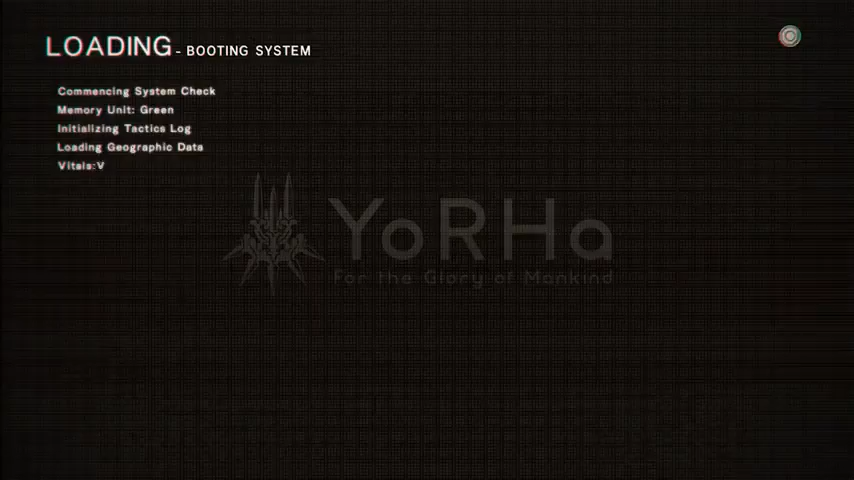 LOADING - BOOTING SYSTEM
Commencing System Check
Memory Unit: Green
Initializing Tactics Log
Loading Geographic Data
Vitals:V
YoRHa
For the Glory of Mankind